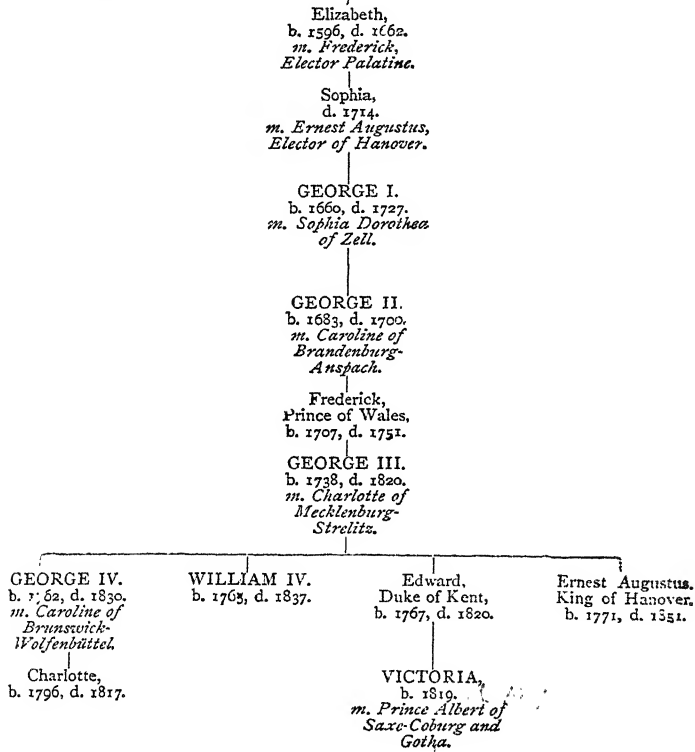 Elizabeth,
b. 1596, d. 1662.
m. Frederick,
Elector Palatine.
Sophia,
d. 1714.
m. Ernest Augustus,
Elector of Hanover.
GEORGE I.
b. 1660, d. 1727.
m. Sophia Dorothea
of Zell.
GEORGE II.
b. 1683, d. 1700.
m. Caroline of
Brandenburg-
Anspach.
Frederick,
Prince of Wales,
b. 1707, d. 1751.
GEORGE III.
b. 1738, d. 1820.
m. Charlotte of
Mecklenburg-
Strelitz.
GEORGE IV.
b. 1762, d. 1830.
m. Caroline of
Brunswick-
Wolfenbüttel.
Charlotte,
b. 1796, d. 1817.
WILLIAM IV.
b. 1765, d. 1837.
Edward,
Duke of Kent,
b. 1767, d. 1820.
VICTORIA,
b. 1819.
m. Prince Albert of
Saxe-Coburg and
Gotha.
Ernest Augustus.
King of Hanover.
b. 1771, d. 1851.